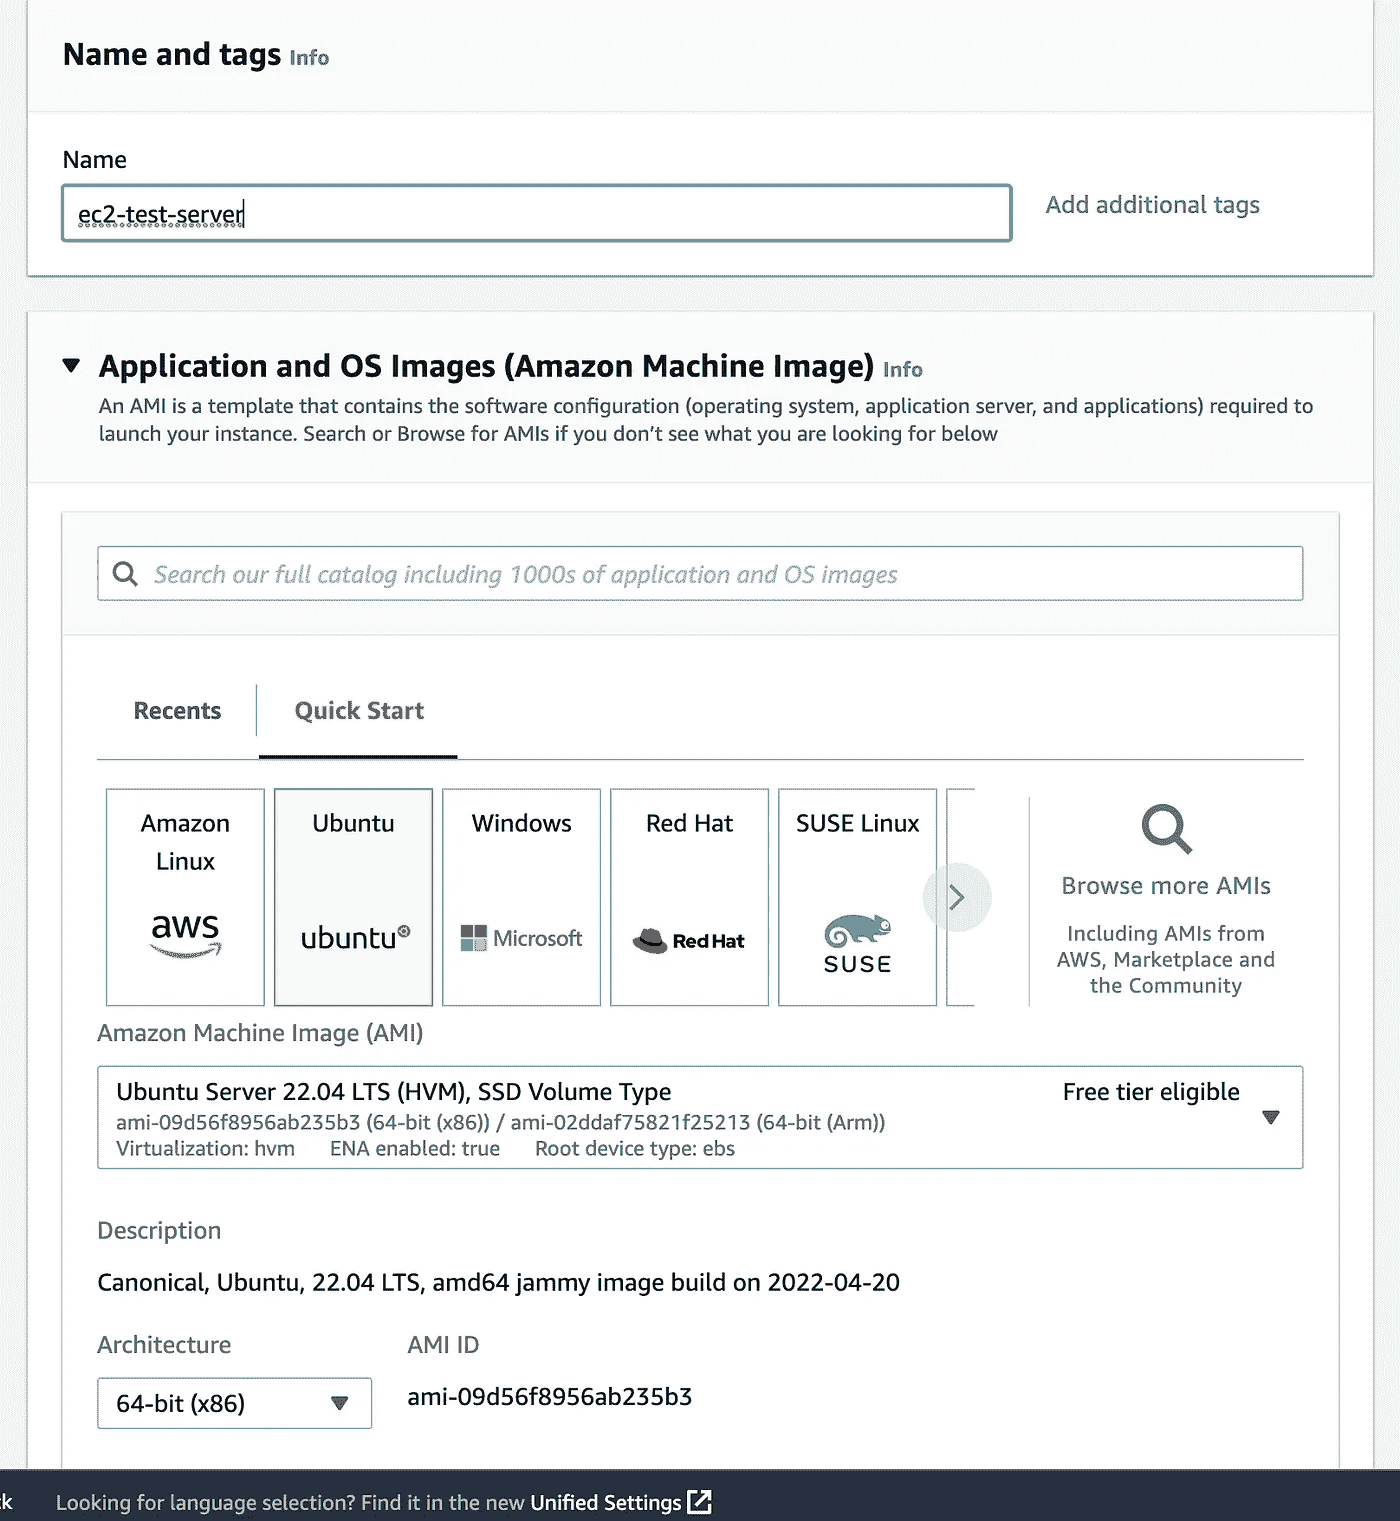 Name and tags Info
Name
ec2-test-server
Add additional tags
Application and OS Images (Amazon Machine Image) Info
An AMI is a template that contains the software configuration (operating system, application server, and applications) required to
launch your instance. Search or Browse for AMIs if you don’t see what you are looking for below
Search our full catalog including 1000s of application and OS images
Recents
Quick Start
Amazon
Linux
aws
Ubuntu
ubuntu®
Windows
Microsoft
Red Hat
Red Hat
SUSE Linux
SUSE
Browse more AMIs
Including AMIs from
AWS, Marketplace and
the Community
Amazon Machine Image (AMI)
Ubuntu Server 22.04 LTS (HVM), SSD Volume Type
Free tier eligible
ami-09d56f8956ab235b3 (64-bit (x86)) / ami-02ddaf75821f25213 (64-bit (Arm))
Virtualization: hvm ENA enabled: true Root device type: ebs
Description
Canonical, Ubuntu, 22.04 LTS, amd64 jammy image build on 2022-04-20
Architecture
64-bit (x86)
AMI ID
ami-09d56f8956ab235b3
Looking for language selection? Find it in the new Unified Settings